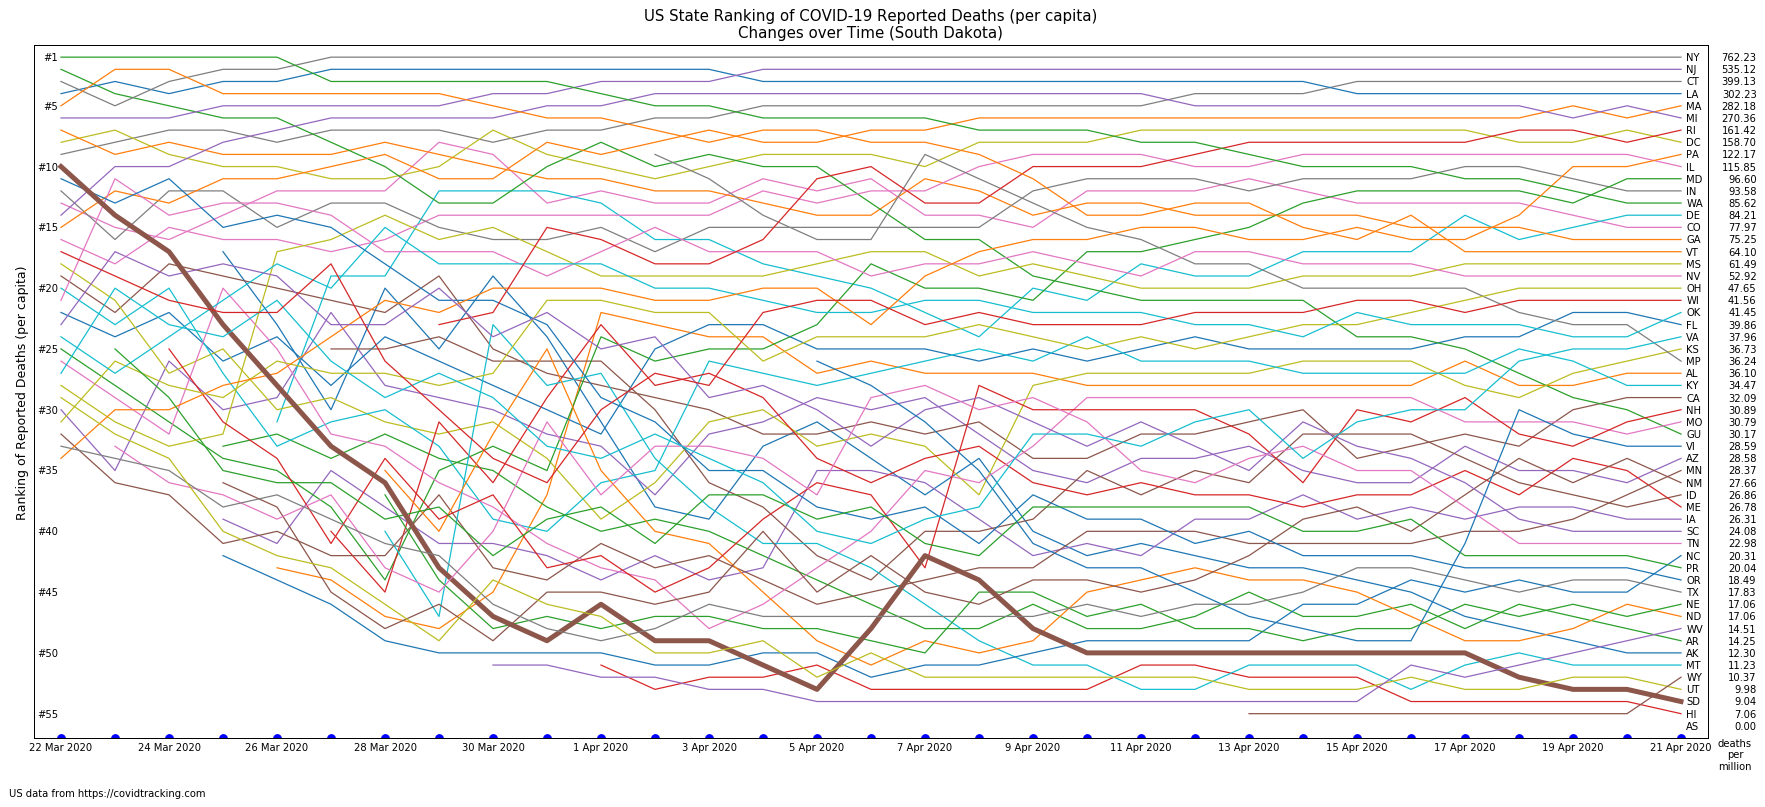 US State Ranking of COVID-19 Reported Deaths (per capita)
Changes over Time (South Dakota)
Ranking of Reported Deaths (per capita)
#1
#5
#10
#15
#20
#25
#30
#35
#40
#45
#50
#55
NY 762.23
NJ 535.12
CT 399.13
LA 302.23
MA 282.18
MI 270.36
RI 161.42
DC 158.70
PA 122.17
IL 115.85
MD 96.60
IN 93.58
WA 85.62
DE 84.21
CO 77.97
GA 75.25
VT 64.10
MS 61.49
NV 52.92
OH 47.65
WI 41.56
OK 41.45
FL 39.86
VA 37.96
KS 36.73
MP 36.24
AL 36.10
KY 34.47
CA 32.09
NH 30.89
MO 30.79
GU 30.17
VI 28.59
AZ 28.58
MN 28.37
NM 27.66
ID 26.86
ME 26.78
IA 26.31
SC 24.08
TN 22.98
NC 20.31
PR 20.04
OR 18.49
TX 17.83
NE 17.06
ND 17.06
WV 14.51
AR 14.25
AK 12.30
MT 11.23
WY 10.37
UT 9.98
SD 9.04
HI 7.06
AS 0.00
22 Mar 2020 24 Mar 2020 26 Mar 2020 28 Mar 2020 30 Mar 2020 1 Apr 2020 3 Apr 2020 5 Apr 2020 7 Apr 2020 9 Apr 2020 11 Apr 2020 13 Apr 2020 15 Apr 2020 17 Apr 2020 19 Apr 2020 21 Apr 2020
deaths
per
million
US data from https://covidtracking.com